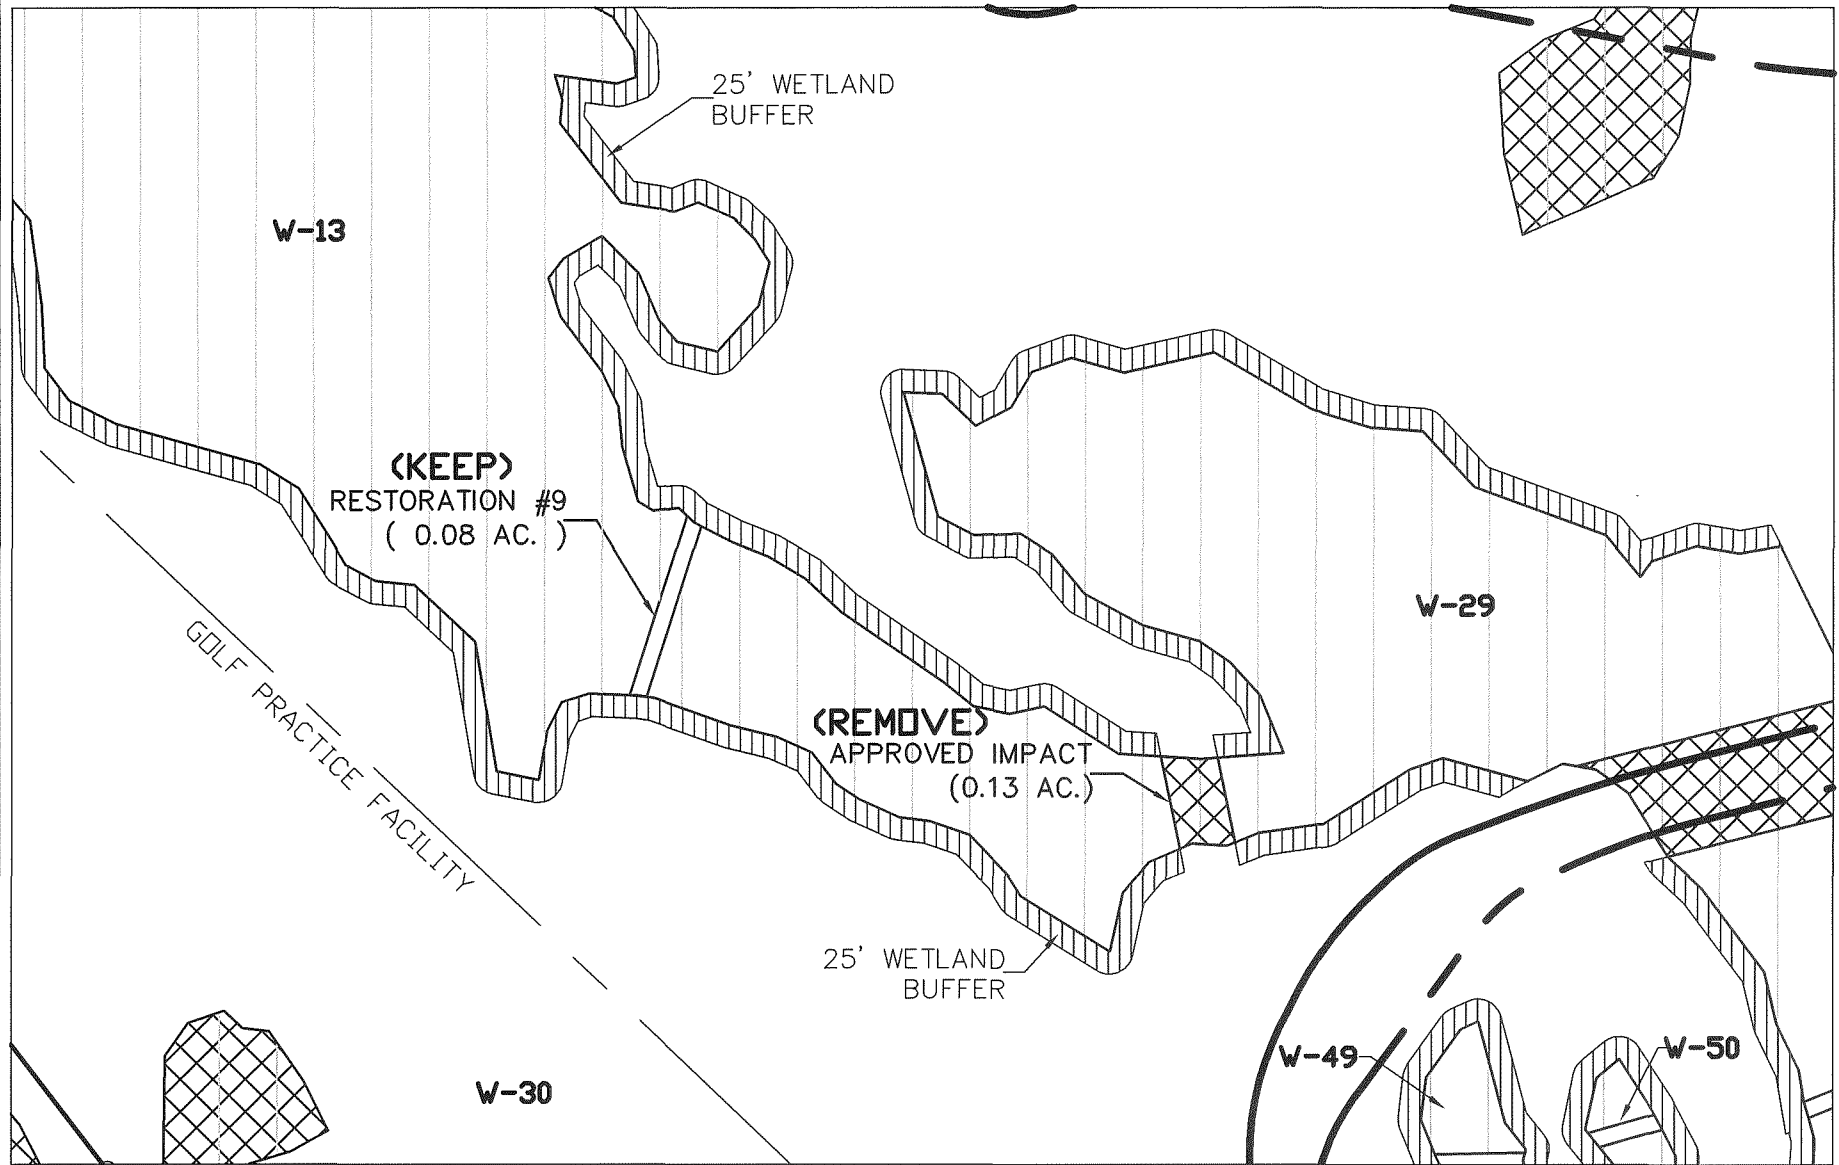 25' WETLAND
BUFFER
W-13
(KEEP)
RESTORATION #9
( 0.08 AC. )
W-29
GOLF PRACTICE FACILITY
(REMOVE)
APPROVED IMPACT
(0.13 AC.)
25' WETLAND
BUFFER
W-49
W-50
W-30